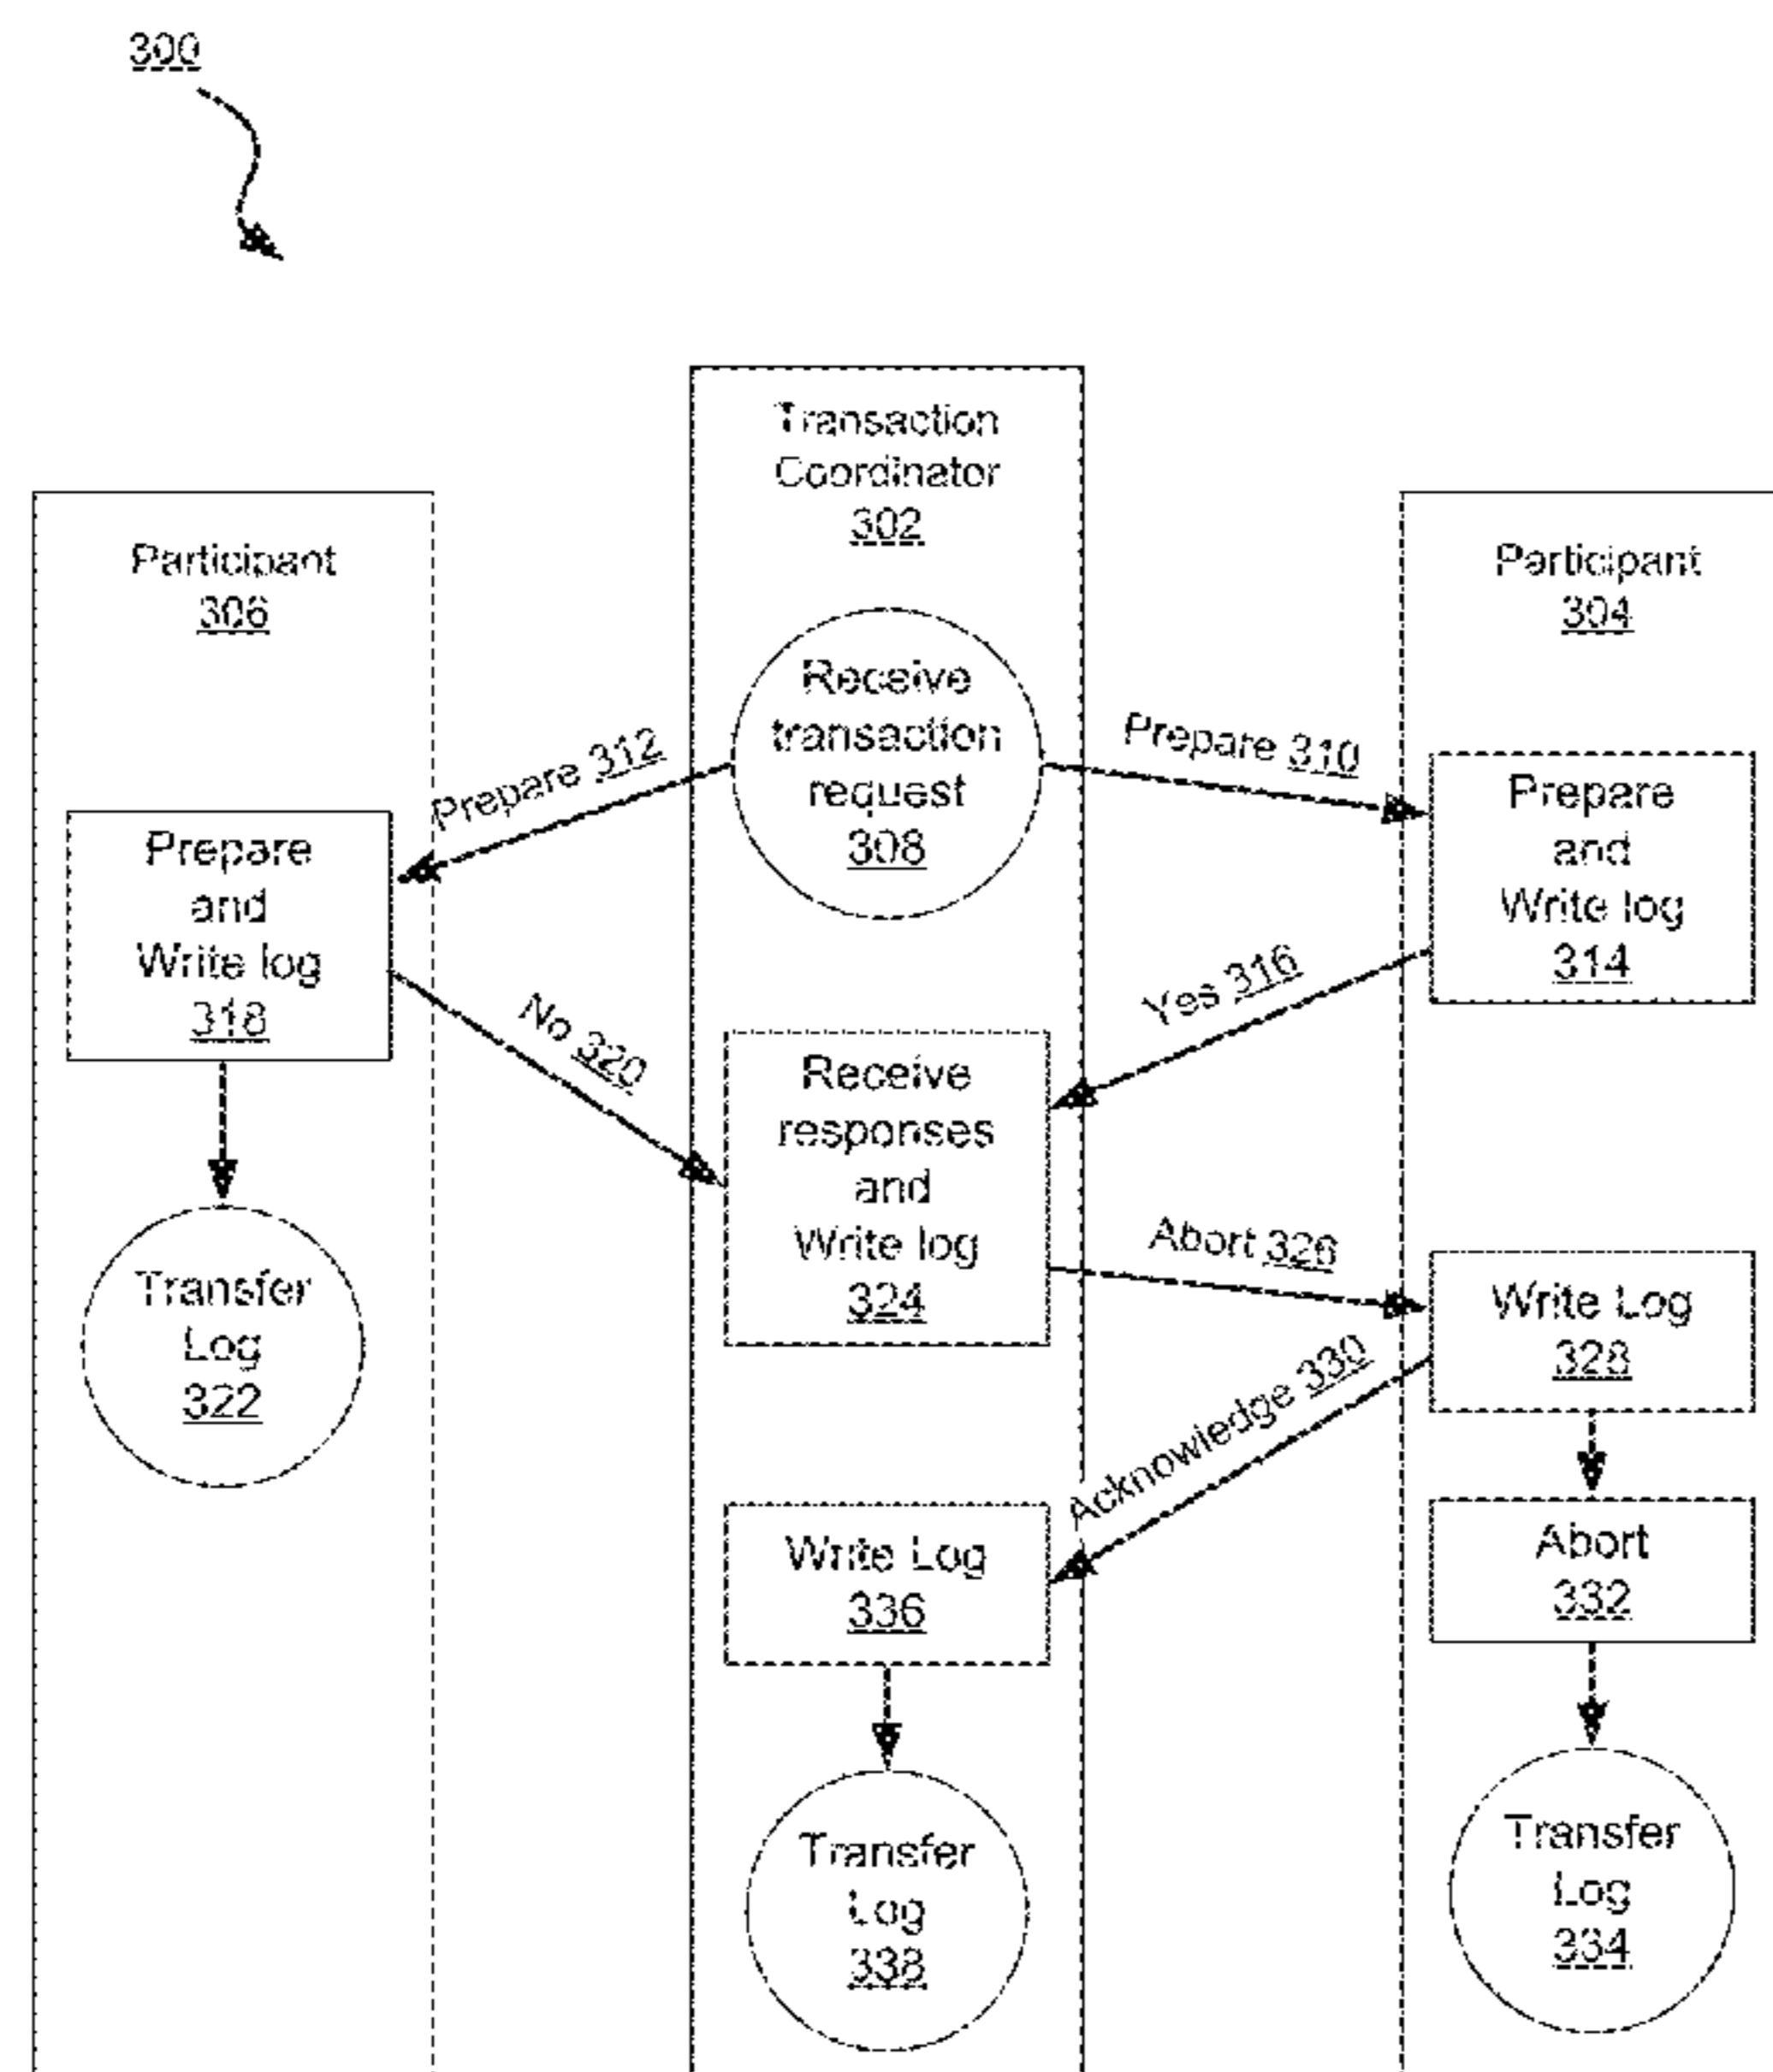 300
Transaction
Coordinator
302
Participant
306
Participant
304
Receive
transaction
request
308
Prepare 312
Prepare 310
Prepare
and
Write log
318
Prepare
and
Write log
314
No 320
Yes 316
Receive
responses
and
Write log
324
Transfer
Log
322
Abort 326
Write Log
328
Acknowledge 330
Write Log
336
Abort
332
Transfer
Log
338
Transfer
Log
334